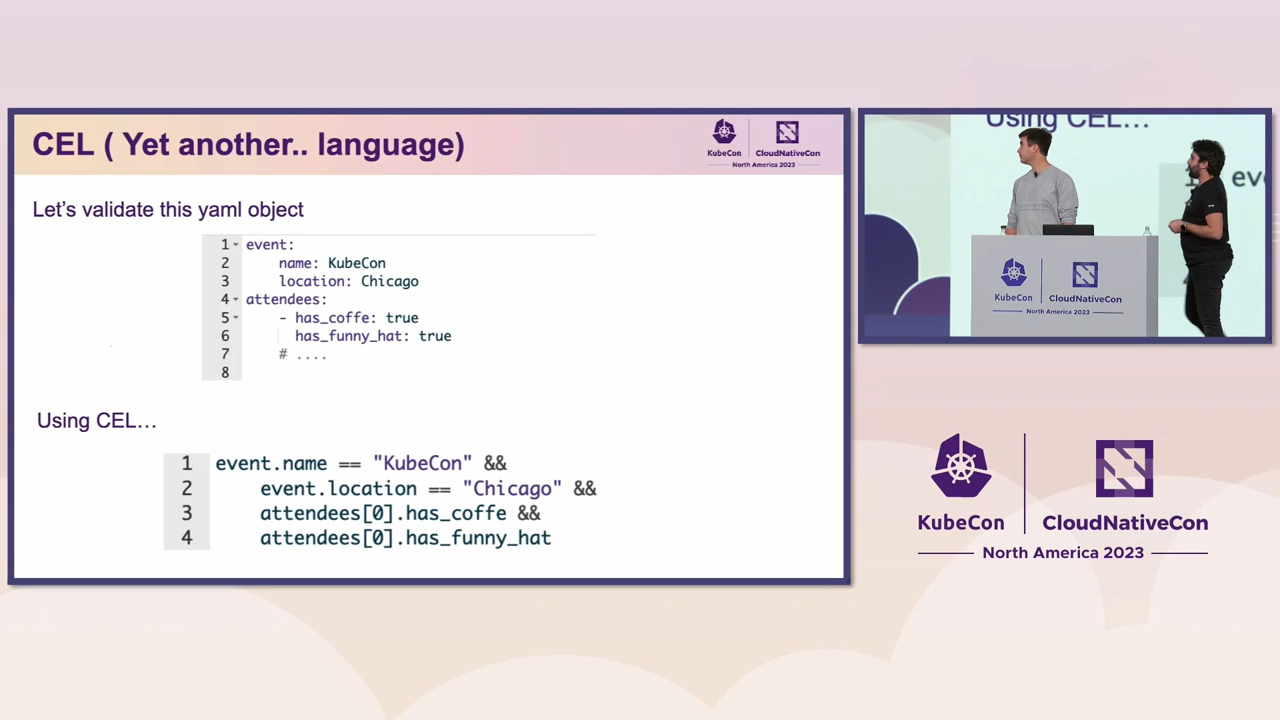 CEL ( Yet another.. language)
KubeCon
CloudNativeCon
North America 2023
Let's validate this yaml object
1 event:
2 name: KubeCon
3 location: Chicago
4 attendees:
5 - has_coffe: true
6 has_funny_hat: true
7 # ....
8
Using CEL…
1 event.name == "KubeCon" &&
2 event.location == "Chicago" &&
3 attendees[0].has_coffe &&
4 attendees[0].has_funny_hat
Using CEL…
1 eve
KubeCon
CloudNativeCon
North America 2023
KubeCon
CloudNativeCon
North America 2023